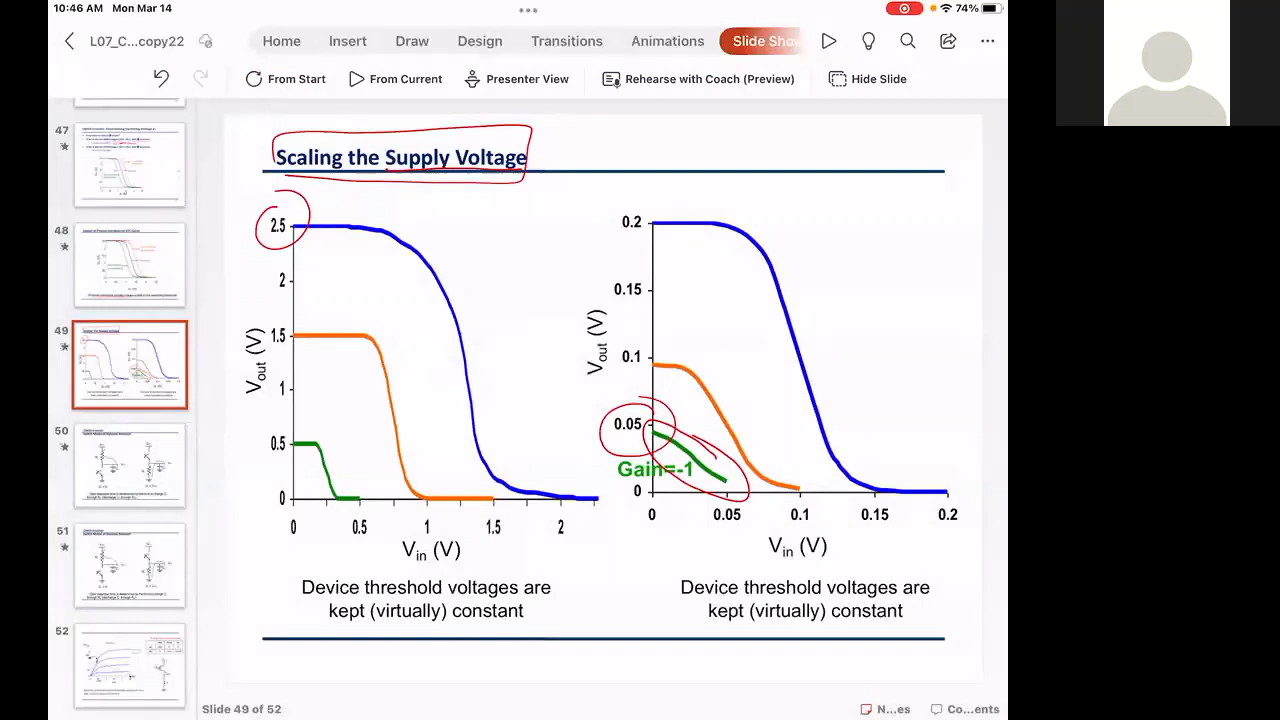 10:46 AM Mon Mar 14
74%
L07_C...copy22
Home Insert Draw Design Transitions Animations Slide Sho
From Start From Current Presenter View Rehearse with Coach (Preview) Hide Slide
47
48
49
50
51
52
Scaling the Supply Voltage
2.5
2
1.5
1
0.5
0
V_out (V)
0 0.5 1 1.5 2
V_in (V)
Device threshold voltages are
kept (virtually) constant
0.2
0.15
0.1
0.05
0
V_out (V)
Gain=-1
0 0.05 0.1 0.15 0.2
V_in (V)
Device threshold voltages are
kept (virtually) constant
Slide 49 of 52
N...es Co...ents